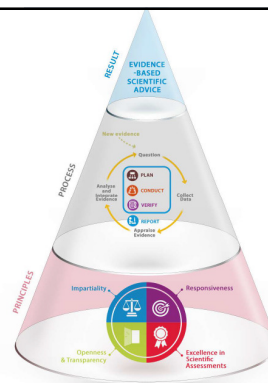 RESULT
EVIDENCE
-BASED
SCIENTIFIC
ADVICE
PROCESS
New evidence
Question
Analyse
and
Integrate
Evidence
PLAN
CONDUCT
VERIFY
REPORT
Collect
Data
Appraise
Evidence
PRINCIPLES
Impartiality
Responsiveness
Openness
& Transparency
Excellence in
Scientific
Assessments